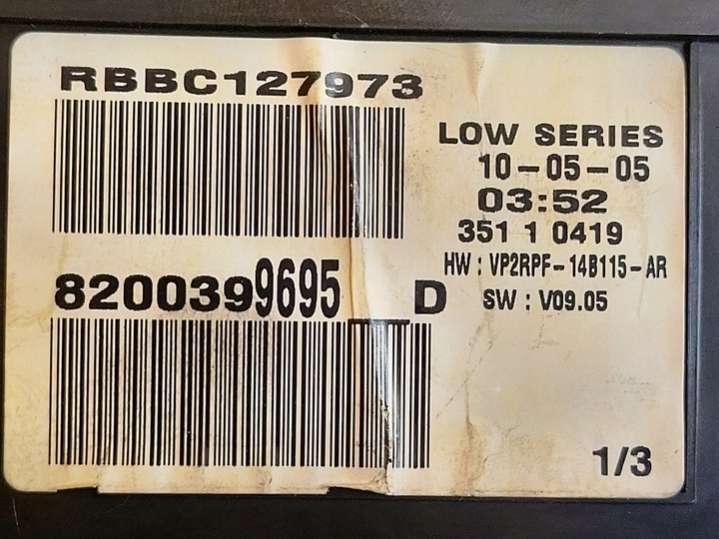 RBBC127973
LOW SERIES
10-05-05
03:52
351 1 0419
HW : VP2RPF-14B115-AR
SW : V09.05
8200399695__D
1/3